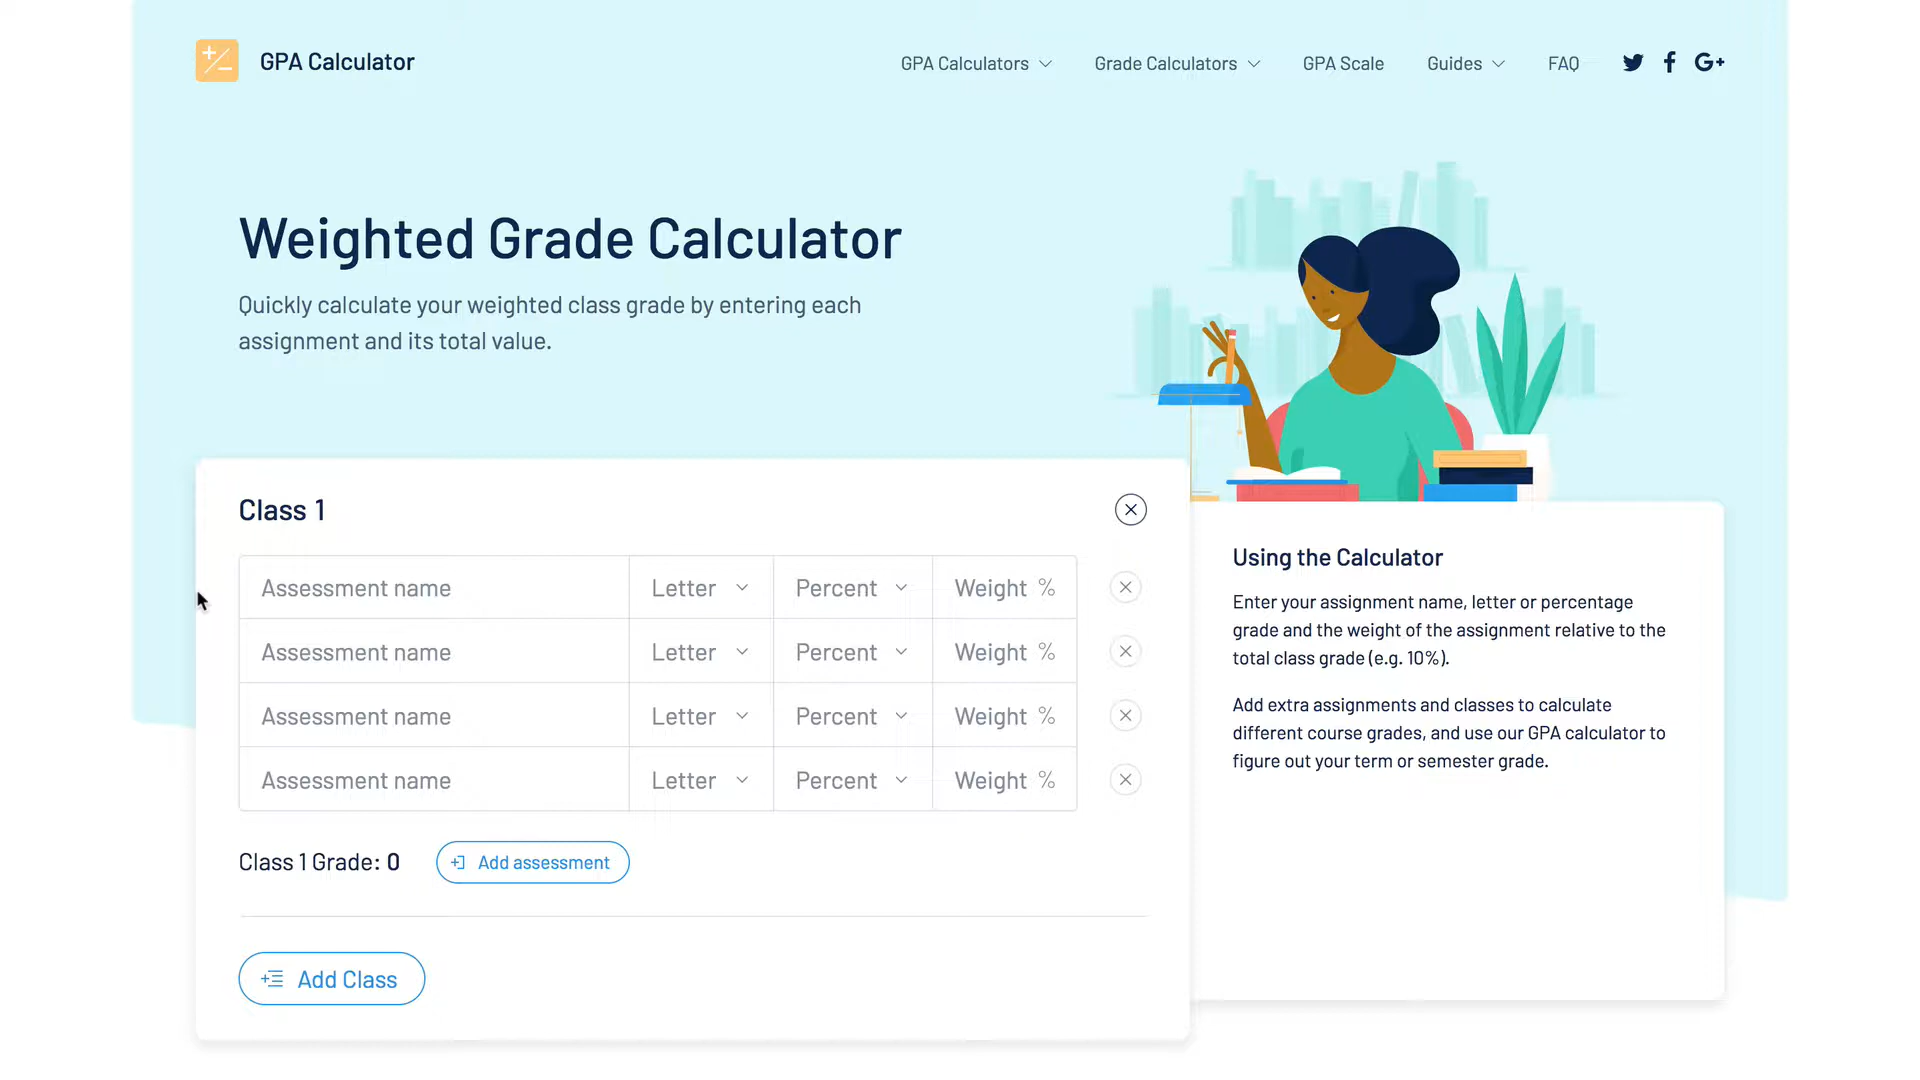 GPA Calculator
GPA Calculators
Grade Calculators
GPA Scale
Guides
FAQ
G+
Weighted Grade Calculator
Quickly calculate your weighted class grade by entering each
assignment and its total value.
Class 1
Assessment name Letter Percent Weight %
Assessment name Letter Percent Weight %
Assessment name Letter Percent Weight %
Assessment name Letter Percent Weight %
Class 1 Grade: 0
Add assessment
Add Class
Using the Calculator
Enter your assignment name, letter or percentage
grade and the weight of the assignment relative to the
total class grade (e.g. 10%).
Add extra assignments and classes to calculate
different course grades, and use our GPA calculator to
figure out your term or semester grade.